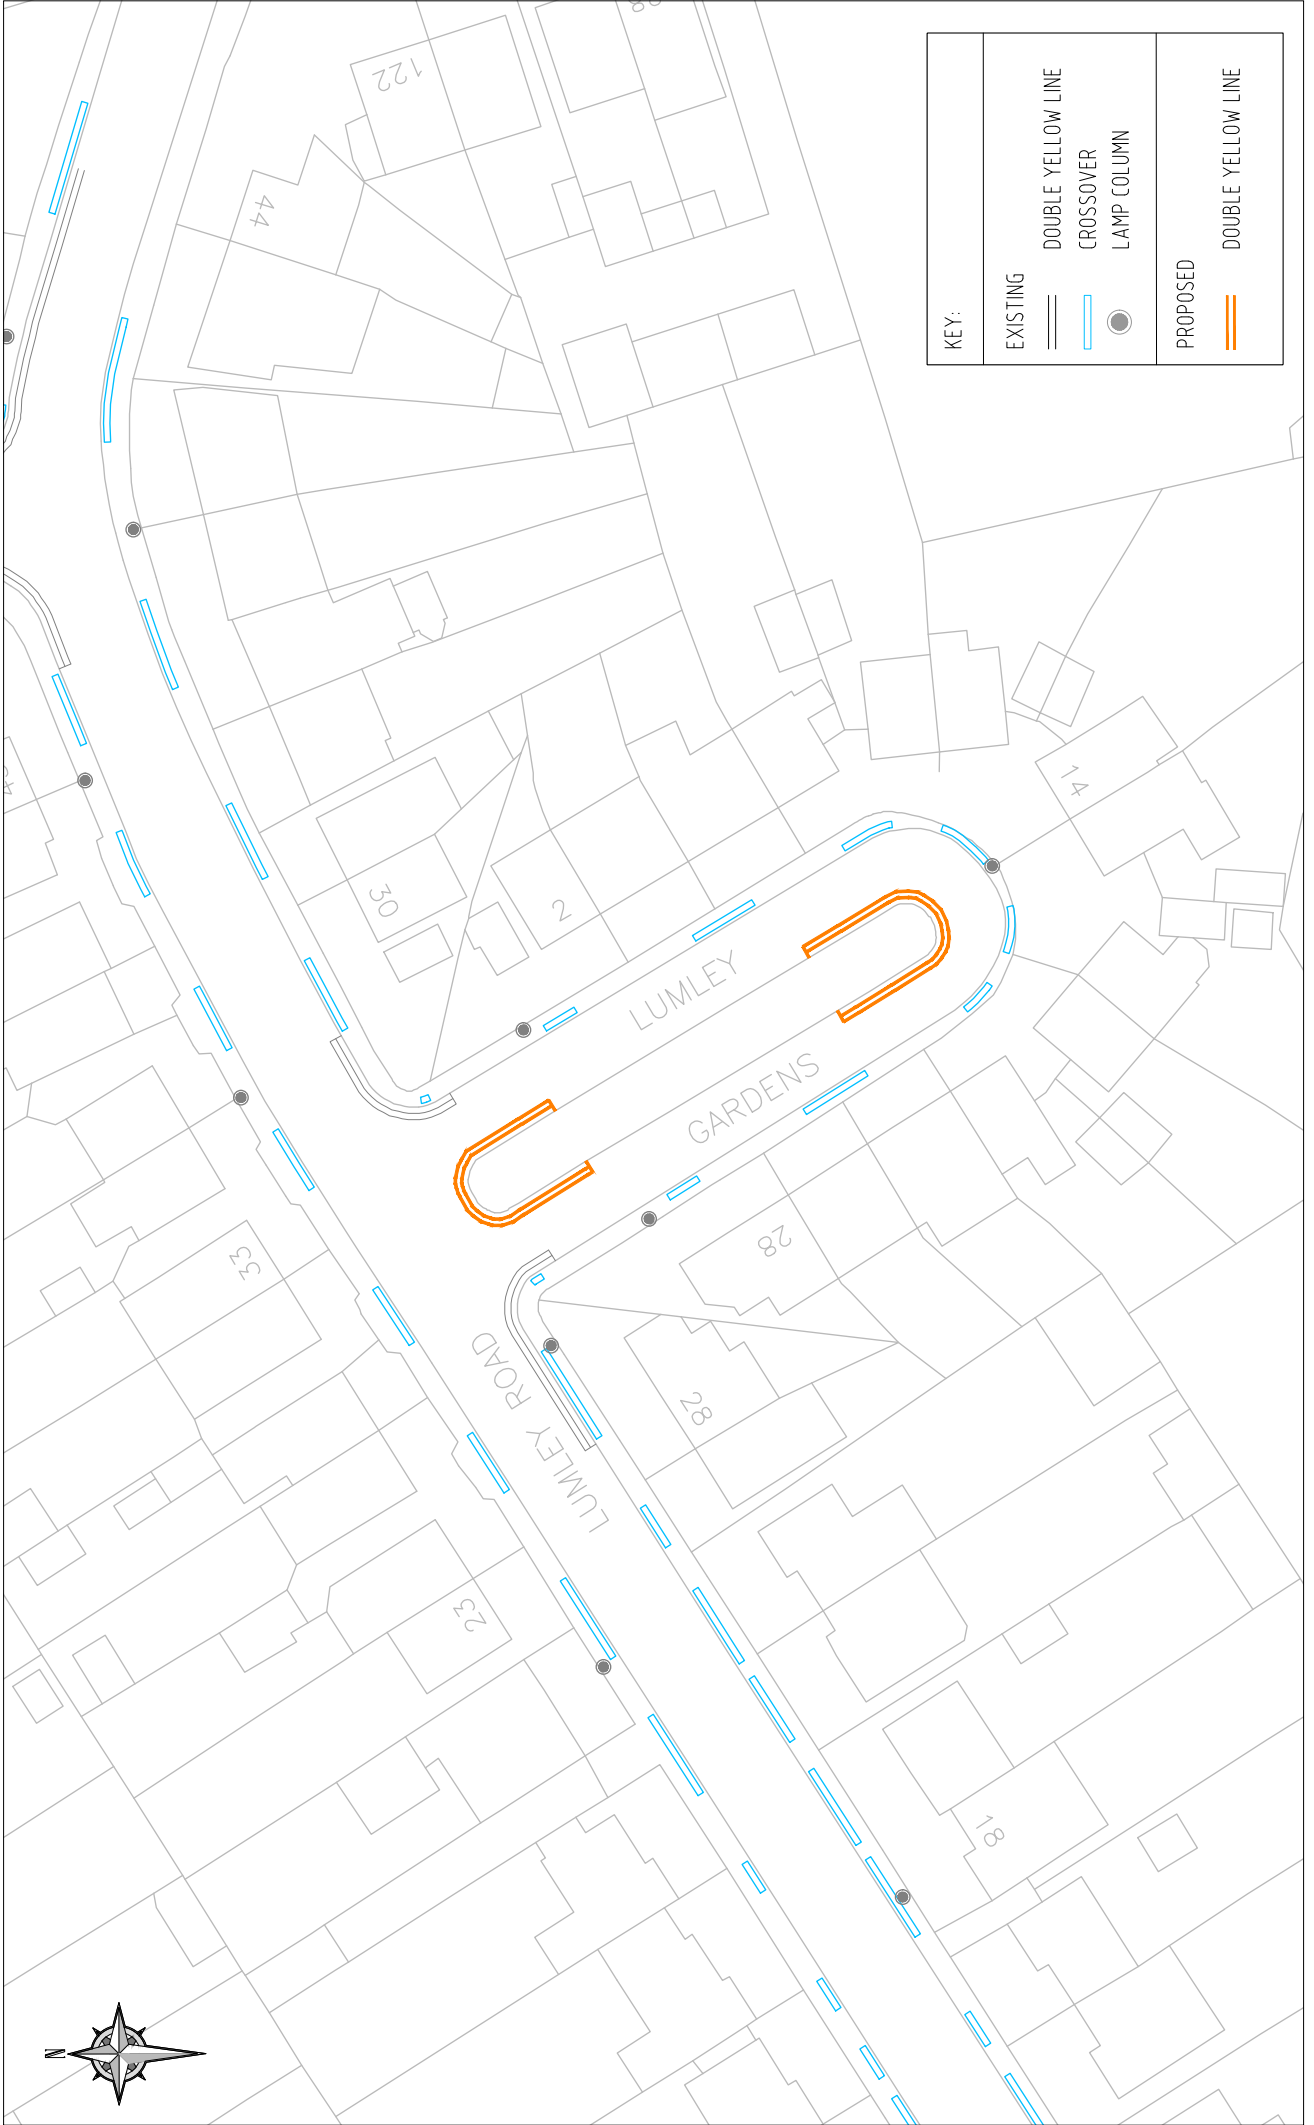 KEY:
EXISTING
DOUBLE YELLOW LINE
CROSSOVER
LAMP COLUMN
PROPOSED
DOUBLE YELLOW LINE
122
44
30
2
14
LUMLEY
GARDENS
28
33
LUMLEY ROAD
82
23
18
N